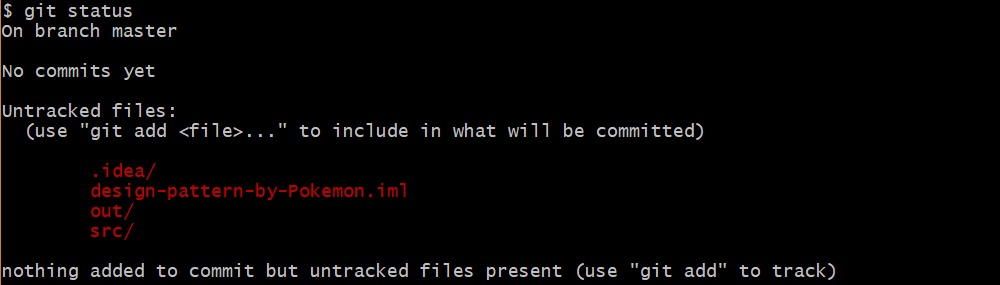 $ git status
On branch master
No commits yet
Untracked files:
(use "git add <file>..." to include in what will be committed)
.idea/
design-pattern-by-Pokemon.iml
out/
src/
nothing added to commit but untracked files present (use "git add" to track)